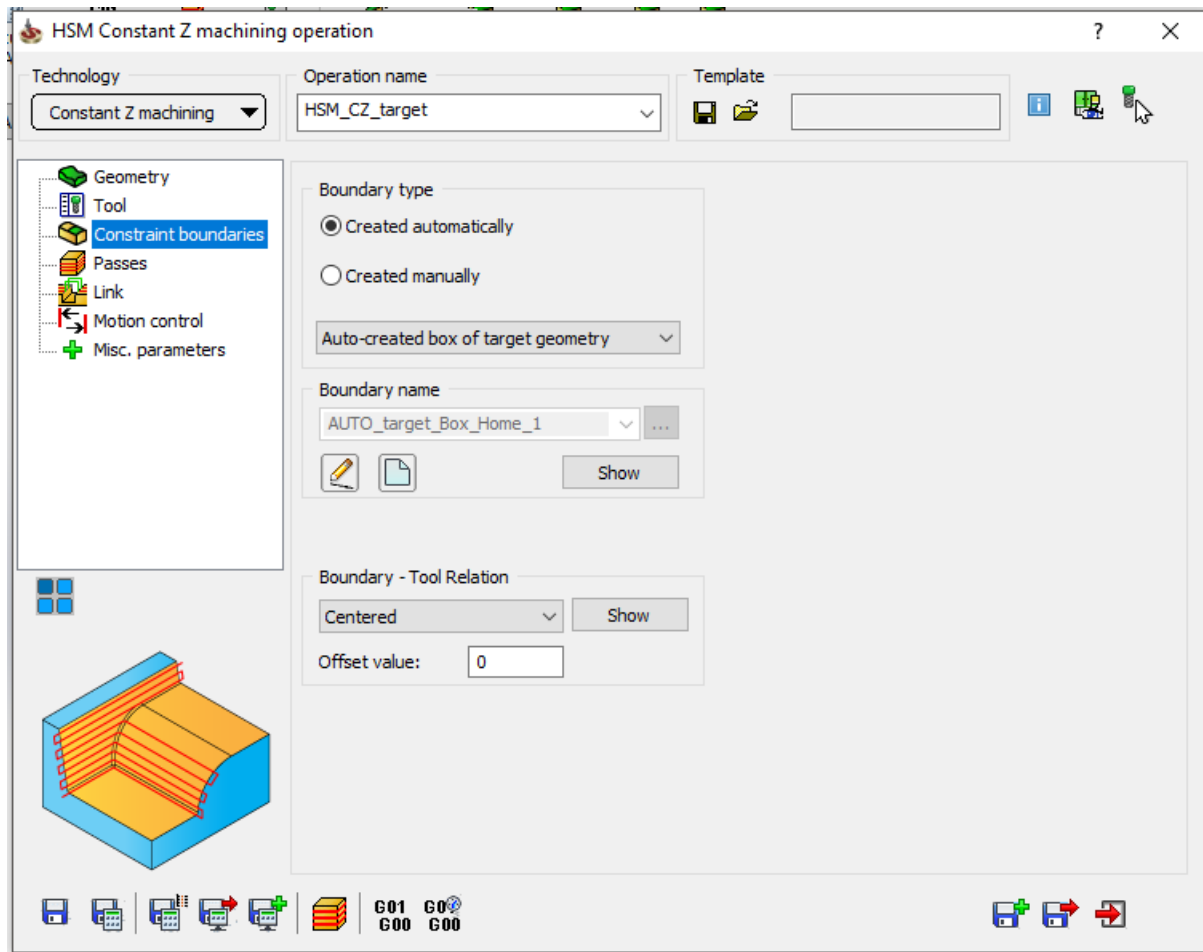 HSM Constant Z machining operation
?
Technology
Operation name
Template
Constant Z machining
HSM_CZ_target
Geometry
Tool
Constraint boundaries
Passes
Link
Motion control
Misc. parameters
Boundary type
Created automatically
Created manually
Auto-created box of target geometry
Boundary name
AUTO_target_Box_Home_1
...
Show
Boundary - Tool Relation
Centered
Show
Offset value:
0
G01 G0
G00 G00